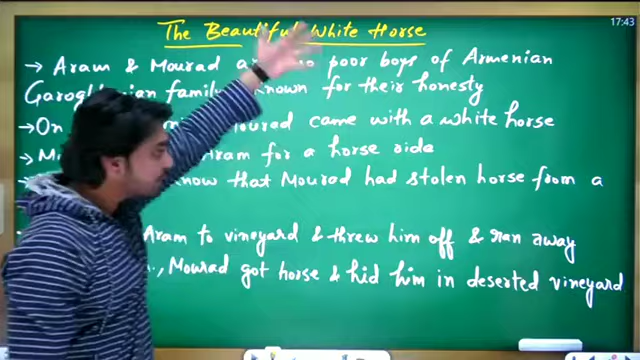 The Beautiful White Horse
17:43
→ Aram & Mourad poor boys of Armenian
family known for their honesty
→ On Mourad came with a white horse
→ Aram for a horse ride
know that Mourad had stolen horse from a
Aram to vineyard & threw him off & ran away
Mourad got horse & hid him in deserted vineyard